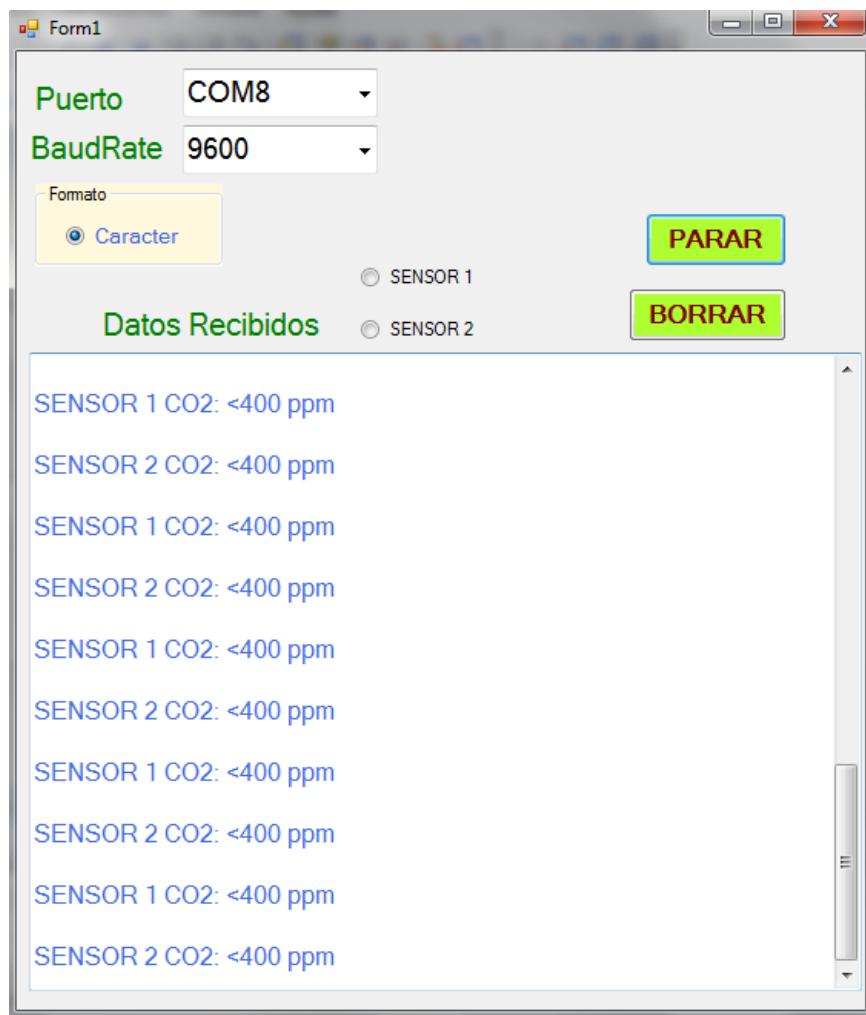 Form1
Puerto COM8
BaudRate 9600
Formato
Caracter
PARAR
SENSOR 1
BORRAR
Datos Recibidos
SENSOR 2
SENSOR 1 CO2: <400 ppm
SENSOR 2 CO2: <400 ppm
SENSOR 1 CO2: <400 ppm
SENSOR 2 CO2: <400 ppm
SENSOR 1 CO2: <400 ppm
SENSOR 2 CO2: <400 ppm
SENSOR 1 CO2: <400 ppm
SENSOR 2 CO2: <400 ppm
SENSOR 1 CO2: <400 ppm
SENSOR 2 CO2: <400 ppm